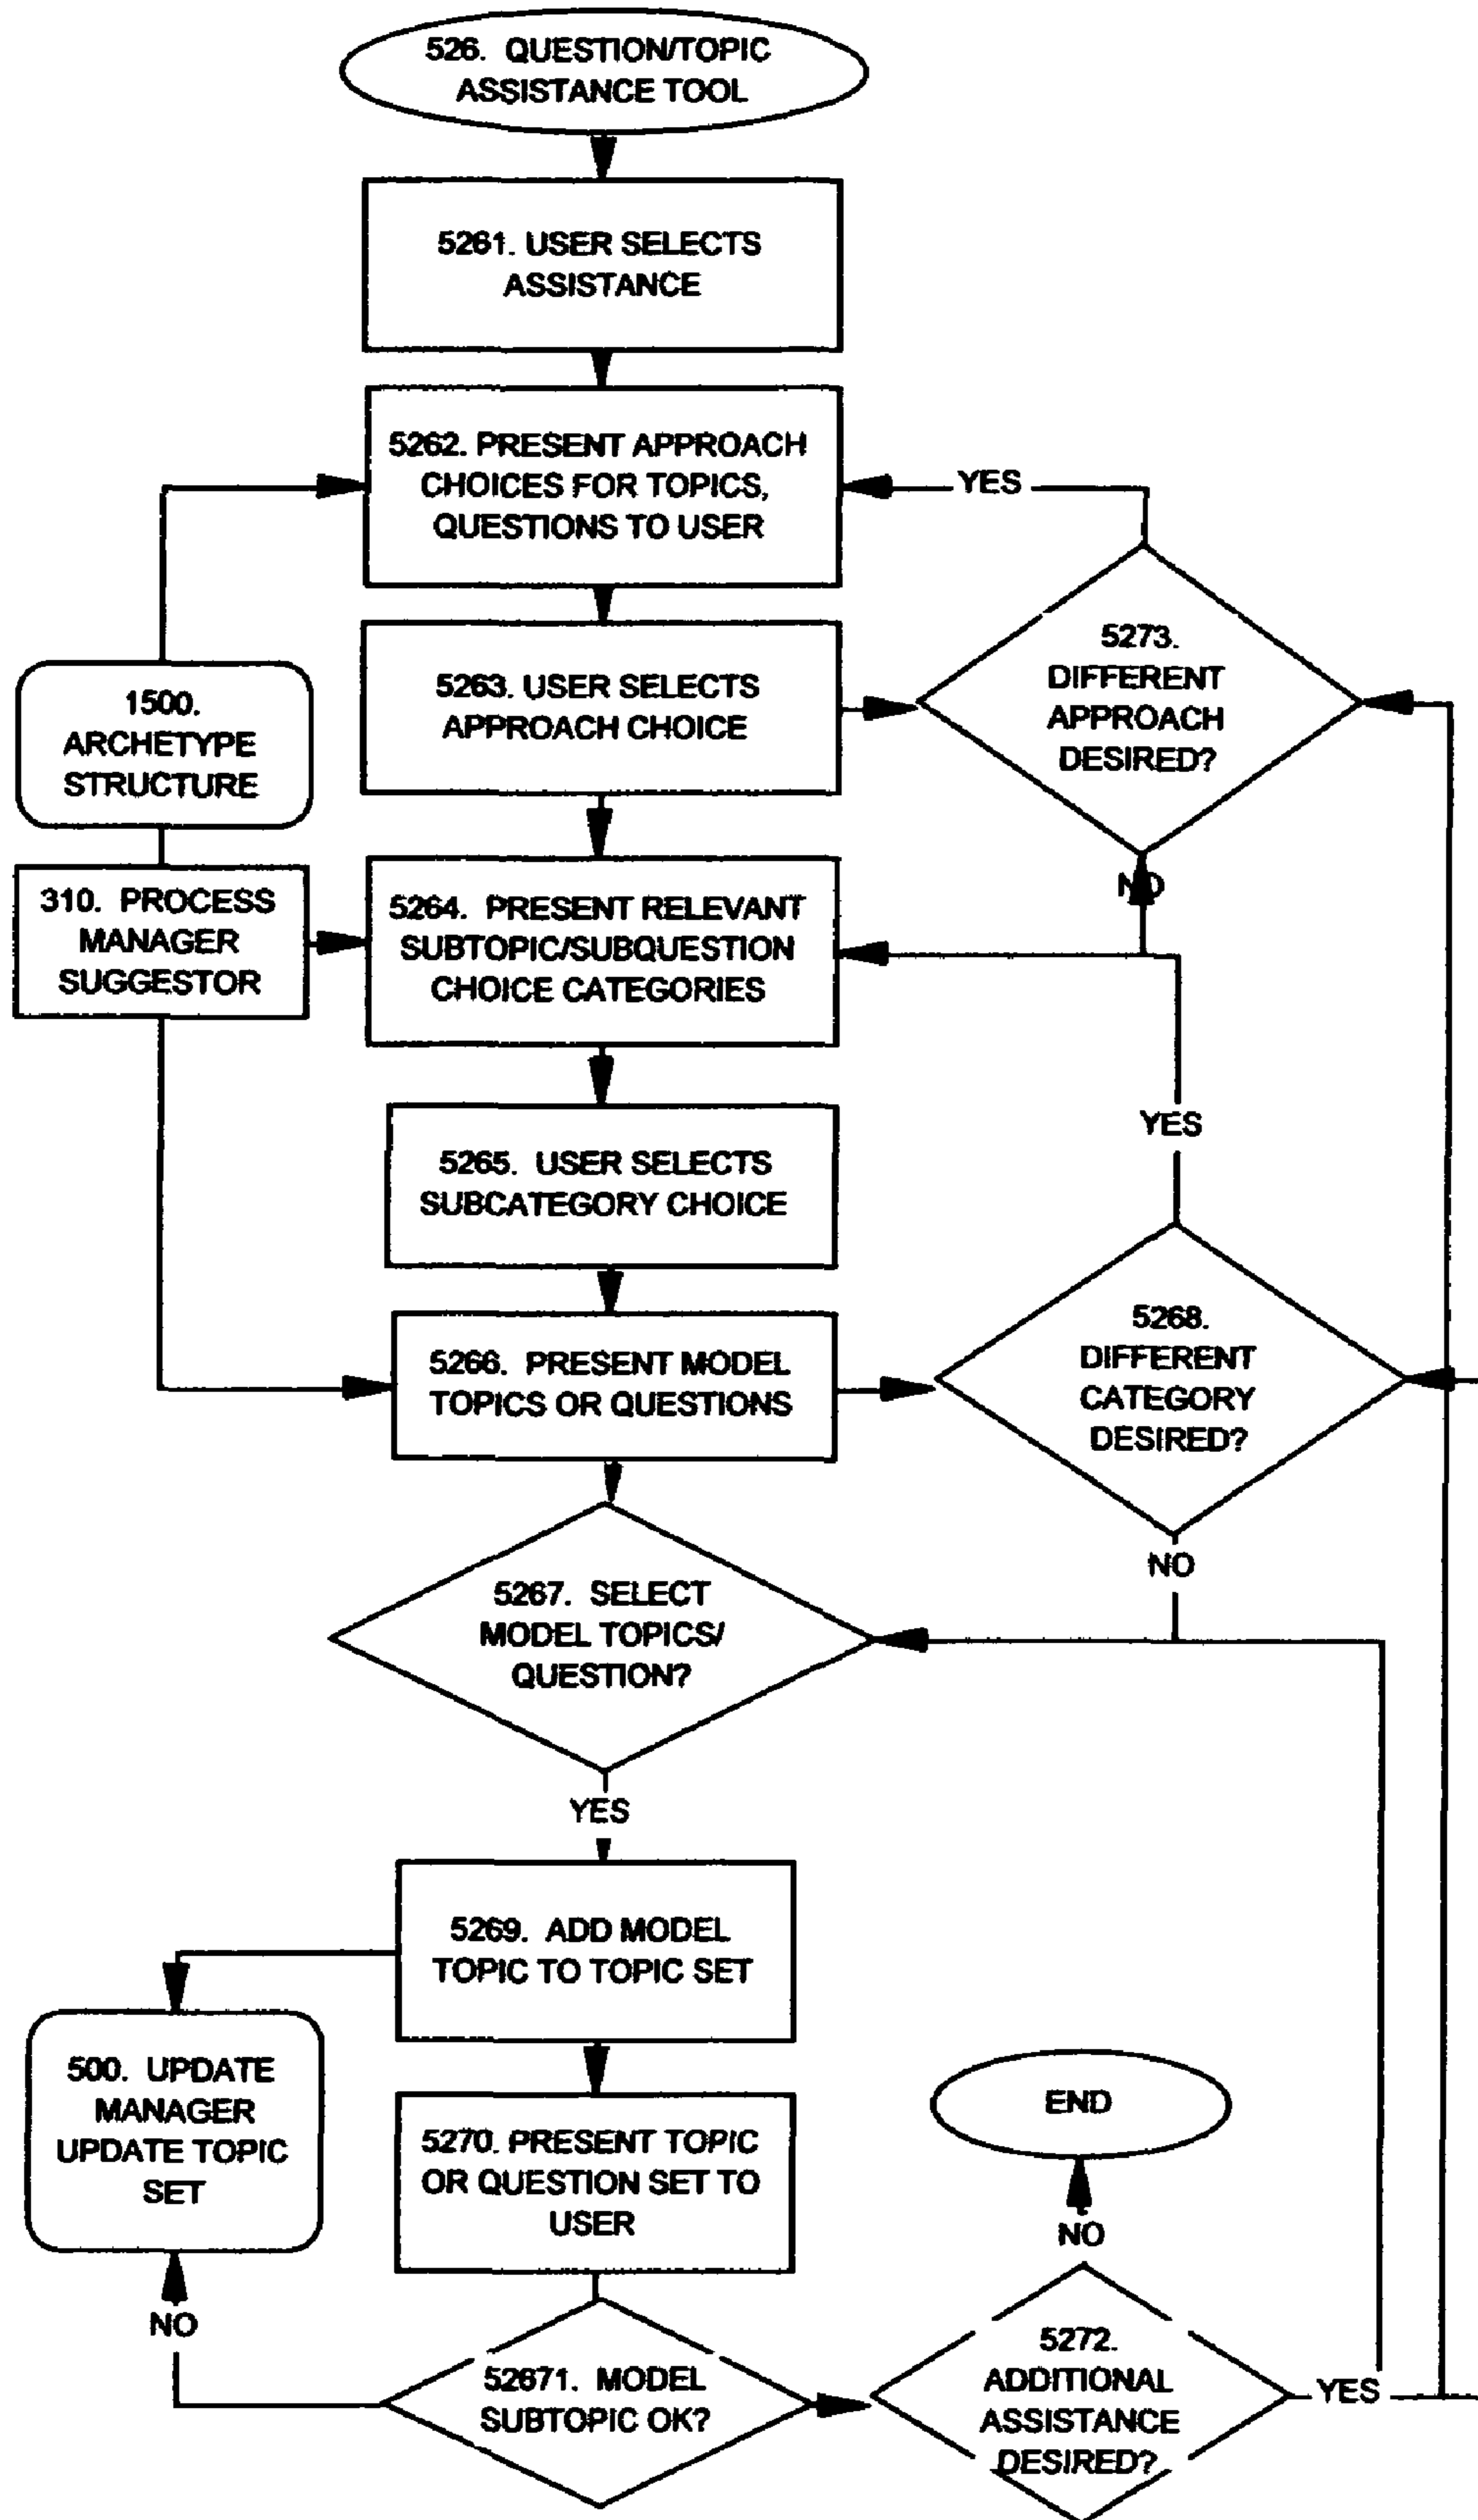 526. QUESTION/TOPIC
ASSISTANCE TOOL
5261. USER SELECTS
ASSISTANCE
5262. PRESENT APPROACH
CHOICES FOR TOPICS,
QUESTIONS TO USER
YES
5273.
DIFFERENT
APPROACH
DESIRED?
5263. USER SELECTS
APPROACH CHOICE
1500.
ARCHETYPE
STRUCTURE
NO
310. PROCESS
MANAGER
SUGGESTOR
5264. PRESENT RELEVANT
SUBTOPIC/SUBQUESTION
CHOICE CATEGORIES
YES
5265. USER SELECTS
SUBCATEGORY CHOICE
5266. PRESENT MODEL
TOPICS OR QUESTIONS
5268.
DIFFERENT
CATEGORY
DESIRED?
NO
5267. SELECT
MODEL TOPICS/
QUESTION?
YES
5269. ADD MODEL
TOPIC TO TOPIC SET
500. UPDATE
MANAGER
UPDATE TOPIC
SET
5270. PRESENT TOPIC
OR QUESTION SET TO
USER
END
NO
NO
52671. MODEL
SUBTOPIC OK?
5272.
ADDITIONAL
ASSISTANCE
DESIRED?
YES